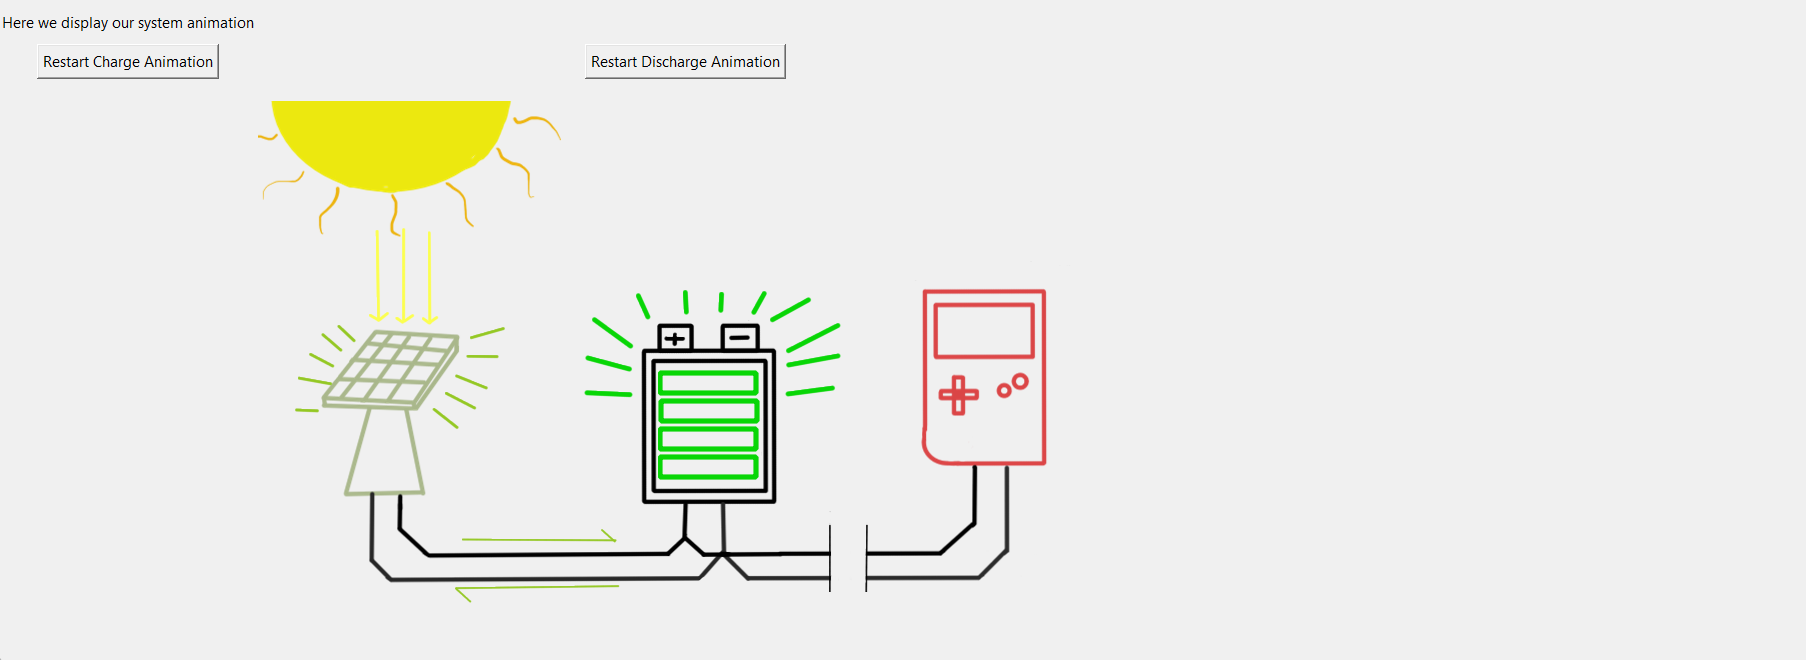 Here we display our system animation
Restart Charge Animation
Restart Discharge Animation
+ −